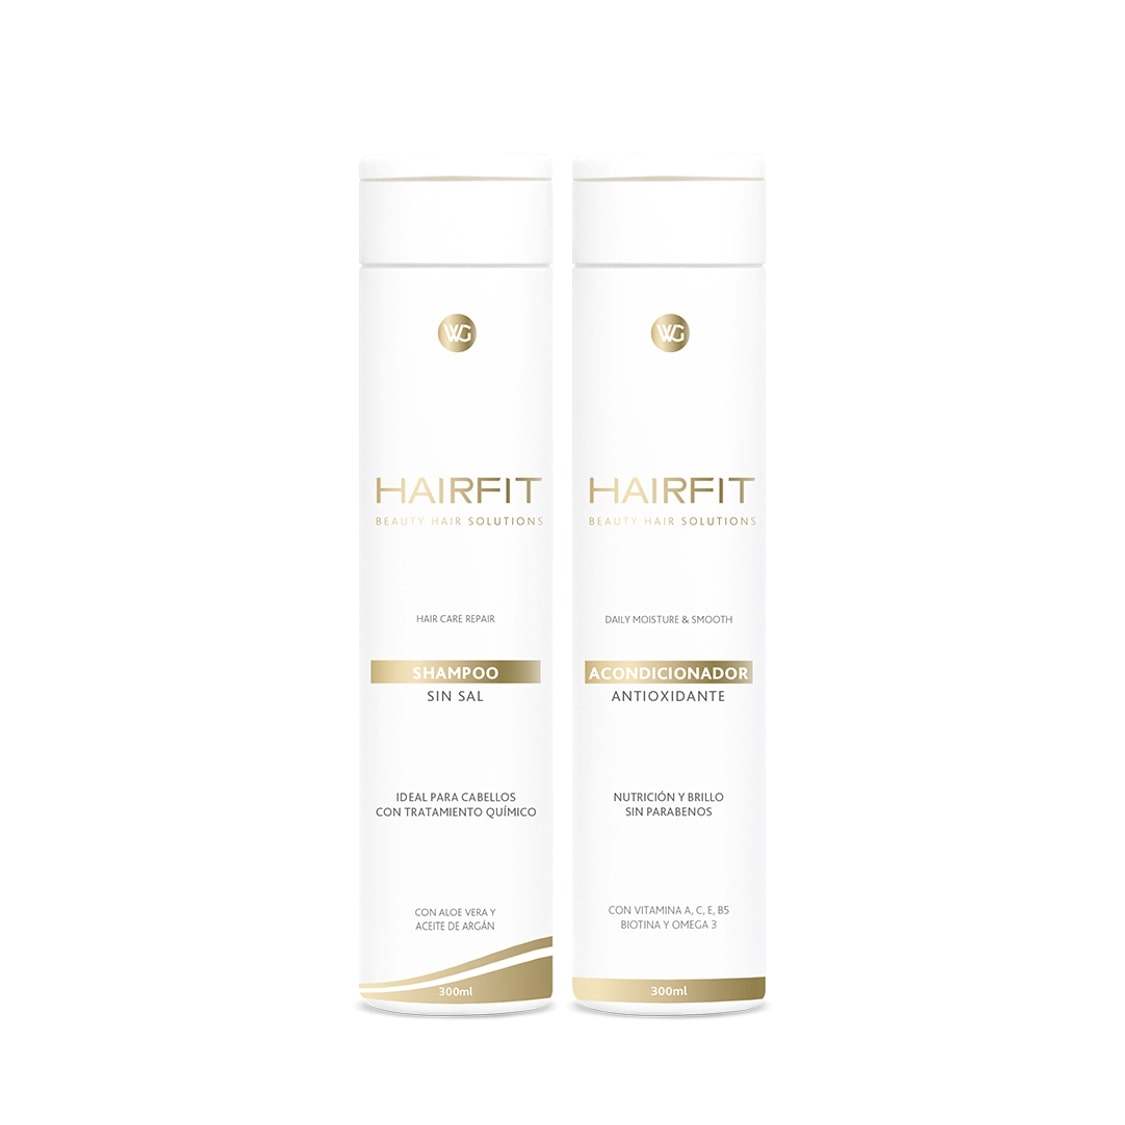 WG
HAIRFIT
BEAUTY HAIR SOLUTIONS
HAIR CARE REPAIR
SHAMPOO
SIN SAL
IDEAL PARA CABELLOS
CON TRATAMIENTO QUÍMICO
CON ALOE VERA Y
ACEITE DE ARGÁN
300ml
WG
HAIRFIT
BEAUTY HAIR SOLUTIONS
DAILY MOISTURE & SMOOTH
ACONDICIONADOR
ANTIOXIDANTE
NUTRICIÓN Y BRILLO
SIN PARABENOS
CON VITAMINA A, C, E, B5
BIOTINA Y OMEGA 3
300ml